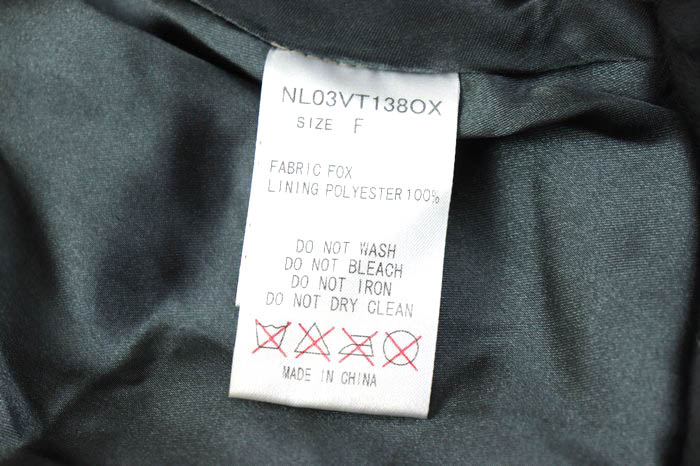 NL03VT138OX
SIZE F
FABRIC FOX
LINING POLYESTER100%
DO NOT WASH
DO NOT BLEACH
DO NOT IRON
DO NOT DRY CLEAN
MADE IN CHINA